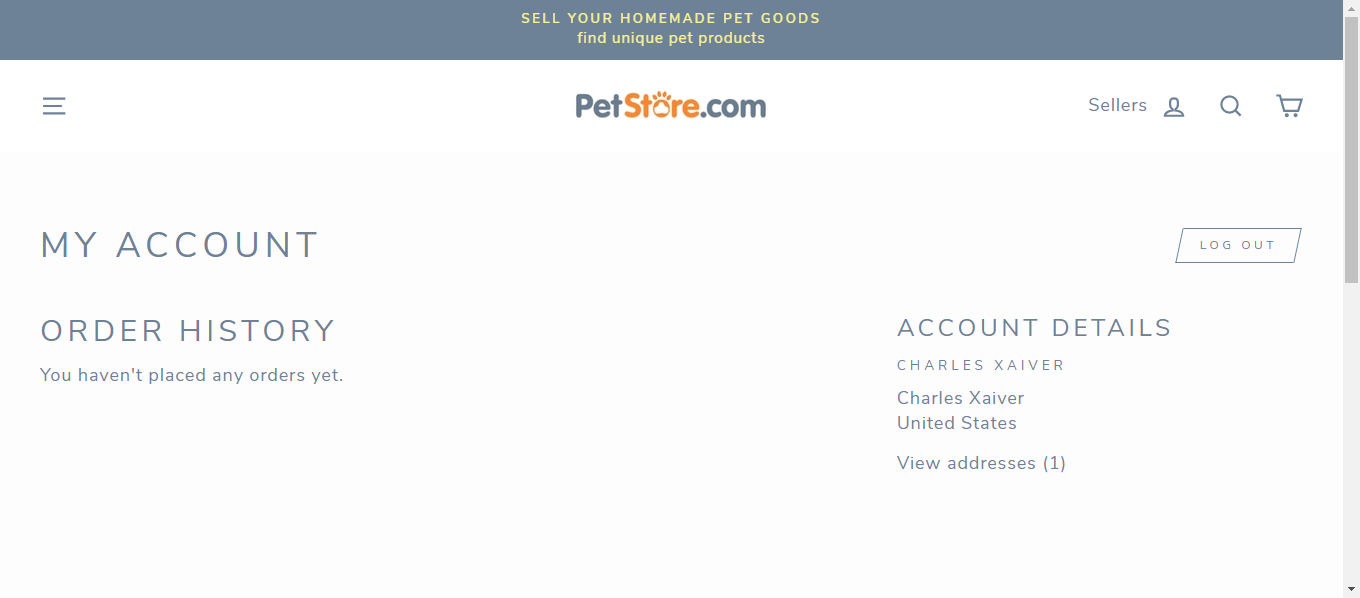 SELL YOUR HOMEMADE PET GOODS
find unique pet products
PetStore.com
Sellers
MY ACCOUNT
LOG OUT
ORDER HISTORY
You haven't placed any orders yet.
ACCOUNT DETAILS
CHARLES XAIVER
Charles Xaiver
United States
View addresses (1)